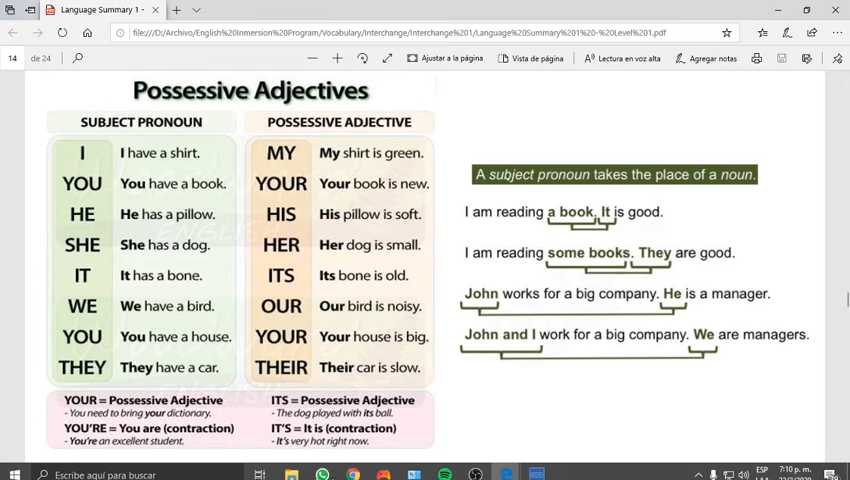 Language Summary 1 -
file:///D:/Archivo/English%20Inmersion%20Program/Vocabulary/Interchange/Interchange%201/Language%20Summary%201%20-%20Level%201.pdf
14 de 24
Ajustar a la página
Vista de página
Lectura en voz alta
Agregar notas
Possessive Adjectives
SUBJECT PRONOUN POSSESSIVE ADJECTIVE
I I have a shirt. MY My shirt is green.
YOU You have a book. YOUR Your book is new.
HE He has a pillow. HIS His pillow is soft.
SHE She has a dog. HER Her dog is small.
IT It has a bone. ITS Its bone is old.
WE We have a bird. OUR Our bird is noisy.
YOU You have a house. YOUR Your house is big.
THEY They have a car. THEIR Their car is slow.
YOUR = Possessive Adjective
- You need to bring your dictionary.
YOU'RE = You are (contraction)
- You're an excellent student.
ITS = Possessive Adjective
- The dog played with its ball.
IT'S = It is (contraction)
- It's very hot right now.
A subject pronoun takes the place of a noun.
I am reading a book. It is good.
I am reading some books. They are good.
John works for a big company. He is a manager.
John and I work for a big company. We are managers.
Escribe aquí para buscar
ESP
7:10 p. m.